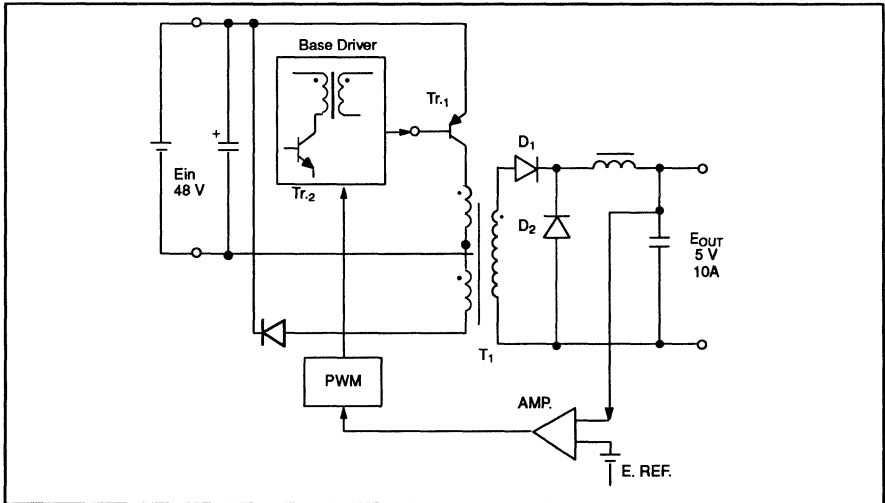 Base Driver
Tr.1
+
Ein
48 V
Tr.2
D1
D2
EOUT
5 V
10A
T1
PWM
AMP.
E. REF.